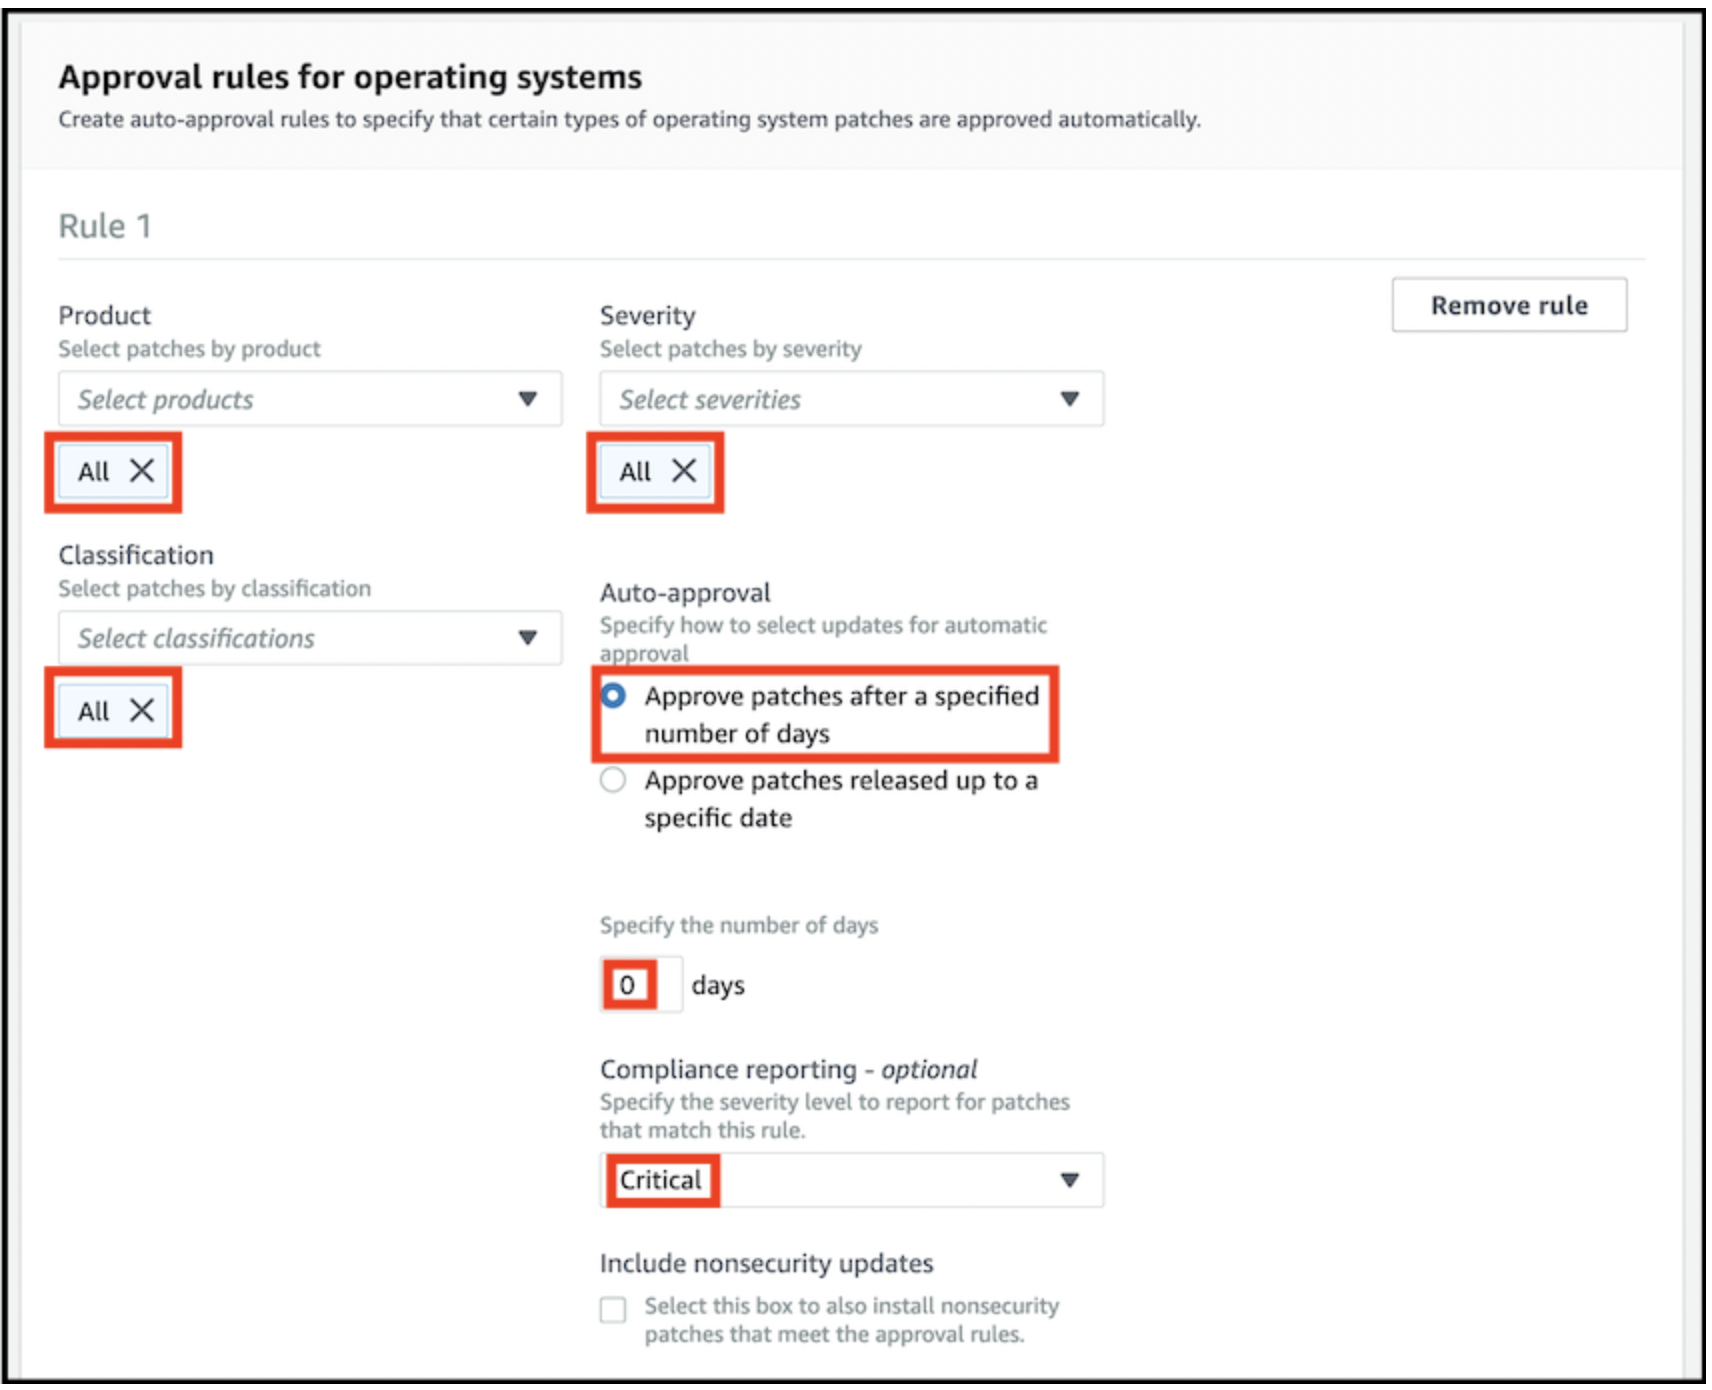 Approval rules for operating systems
Create auto-approval rules to specify that certain types of operating system patches are approved automatically.
Rule 1
Remove rule
Product
Select patches by product
Select products
All
Severity
Select patches by severity
Select severities
All
Classification
Select patches by classification
Select classifications
All
Auto-approval
Specify how to select updates for automatic
approval
Approve patches after a specified
number of days
Approve patches released up to a
specific date
Specify the number of days
0 days
Compliance reporting - optional
Specify the severity level to report for patches
that match this rule.
Critical
Include nonsecurity updates
Select this box to also install nonsecurity
patches that meet the approval rules.